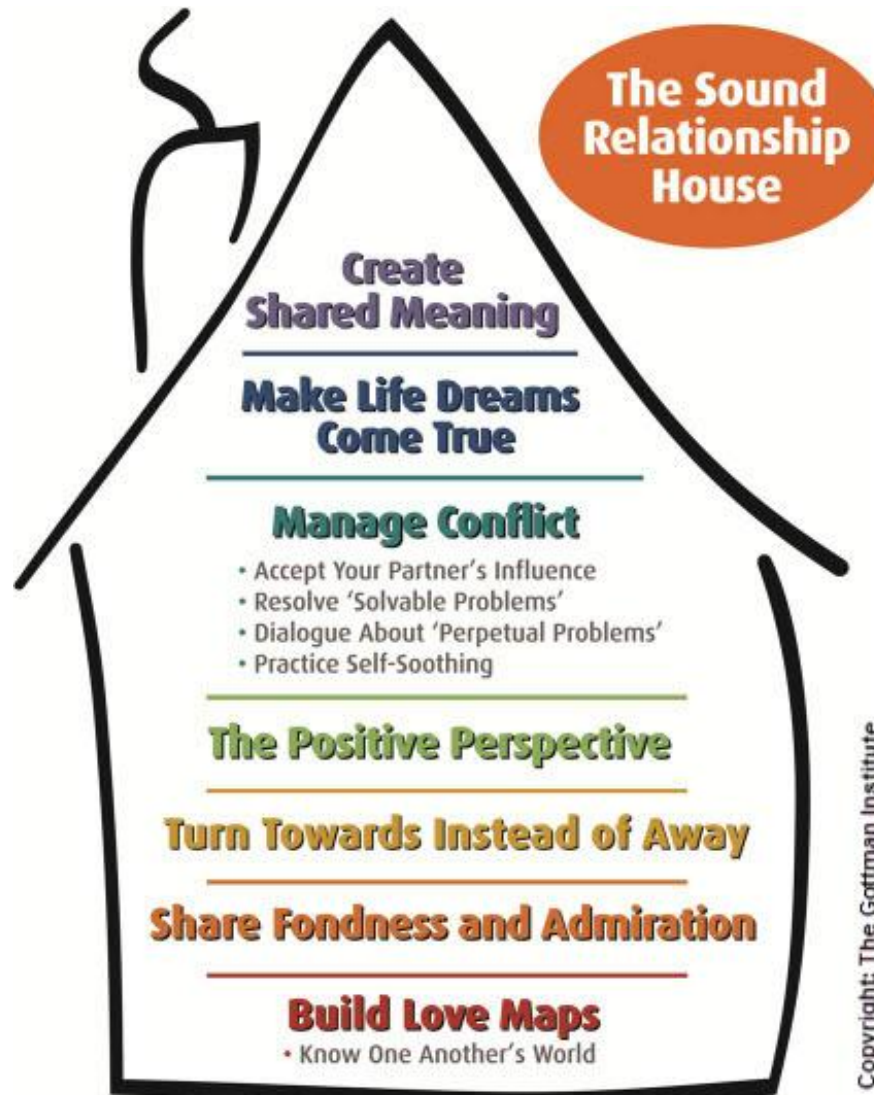 The Sound
Relationship
House
Create
Shared Meaning
Make Life Dreams
Come True
Manage Conflict
• Accept Your Partner's Influence
• Resolve 'Solvable Problems'
• Dialogue About 'Perpetual Problems'
• Practice Self-Soothing
The Positive Perspective
Turn Towards Instead of Away
Share Fondness and Admiration
Build Love Maps
• Know One Another's World
Copyright: The Gottman Institute